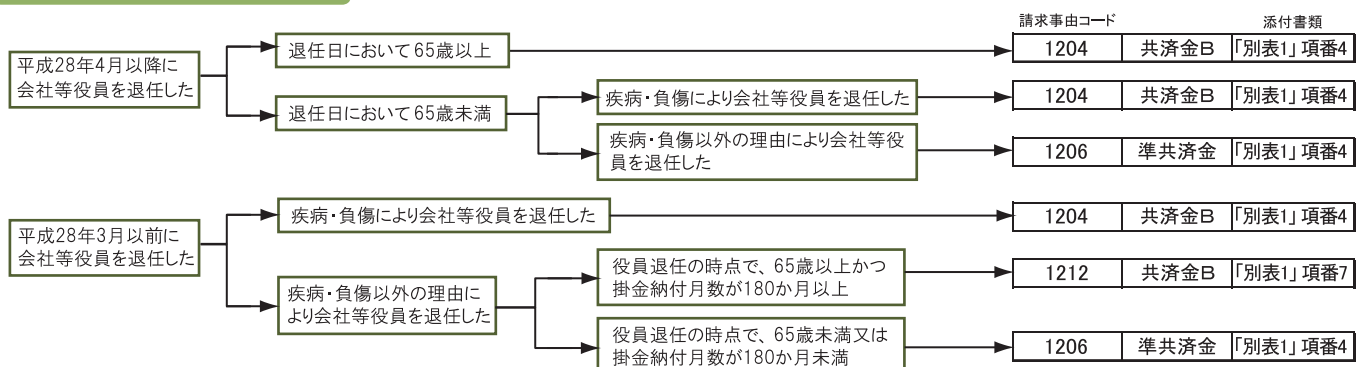 請求事由コード 添付書類
平成28年4月以降に
会社等役員を退任した
退任日において65歳以上
1204 共済金B 「別表1」項番4
退任日において65歳未満
疾病・負傷により会社等役員を退任した
1204 共済金B 「別表1」項番4
疾病・負傷以外の理由により会社等役
員を退任した
1206 準共済金 「別表1」項番4
平成28年3月以前に
会社等役員を退任した
疾病・負傷により会社等役員を退任した
1204 共済金B 「別表1」項番4
疾病・負傷以外の理由に
より会社等役員を退任した
役員退任の時点で、65歳以上かつ
掛金納付月数が180か月以上
1212 共済金B 「別表1」項番7
役員退任の時点で、65歳未満又は
掛金納付月数が180か月未満
1206 準共済金 「別表1」項番4